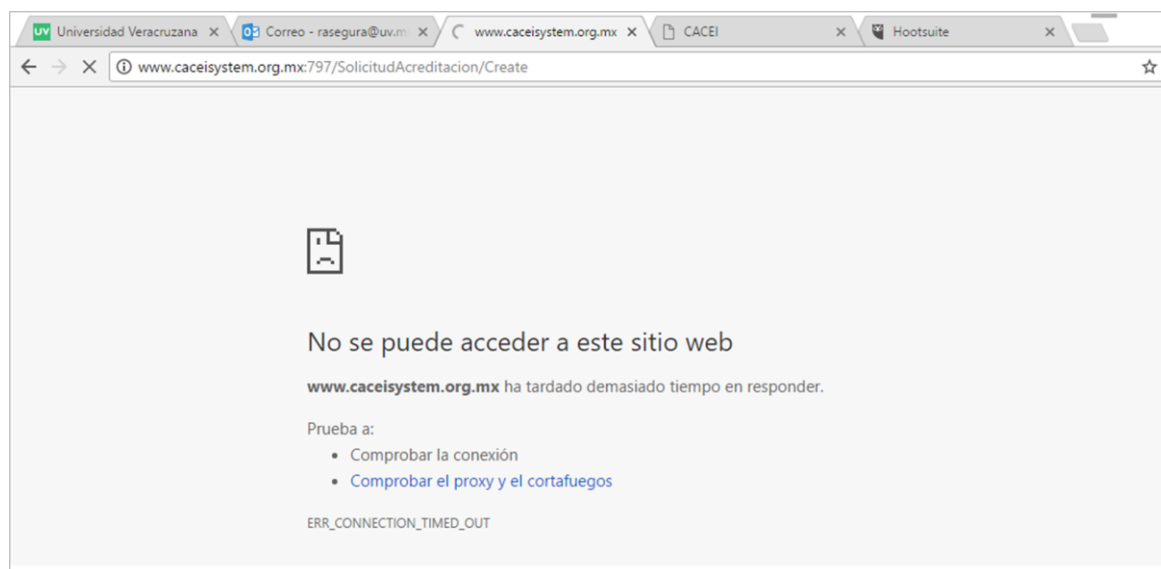 UV Universidad Veracruzana
Correo - rasegura@uv.m
www.caceisystem.org.mx
CACEI
Hootsuite
www.caceisystem.org.mx:797/SolicitudAcreditacion/Create
No se puede acceder a este sitio web
www.caceisystem.org.mx ha tardado demasiado tiempo en responder.
Prueba a:
• Comprobar la conexión
• Comprobar el proxy y el cortafuegos
ERR_CONNECTION_TIMED_OUT